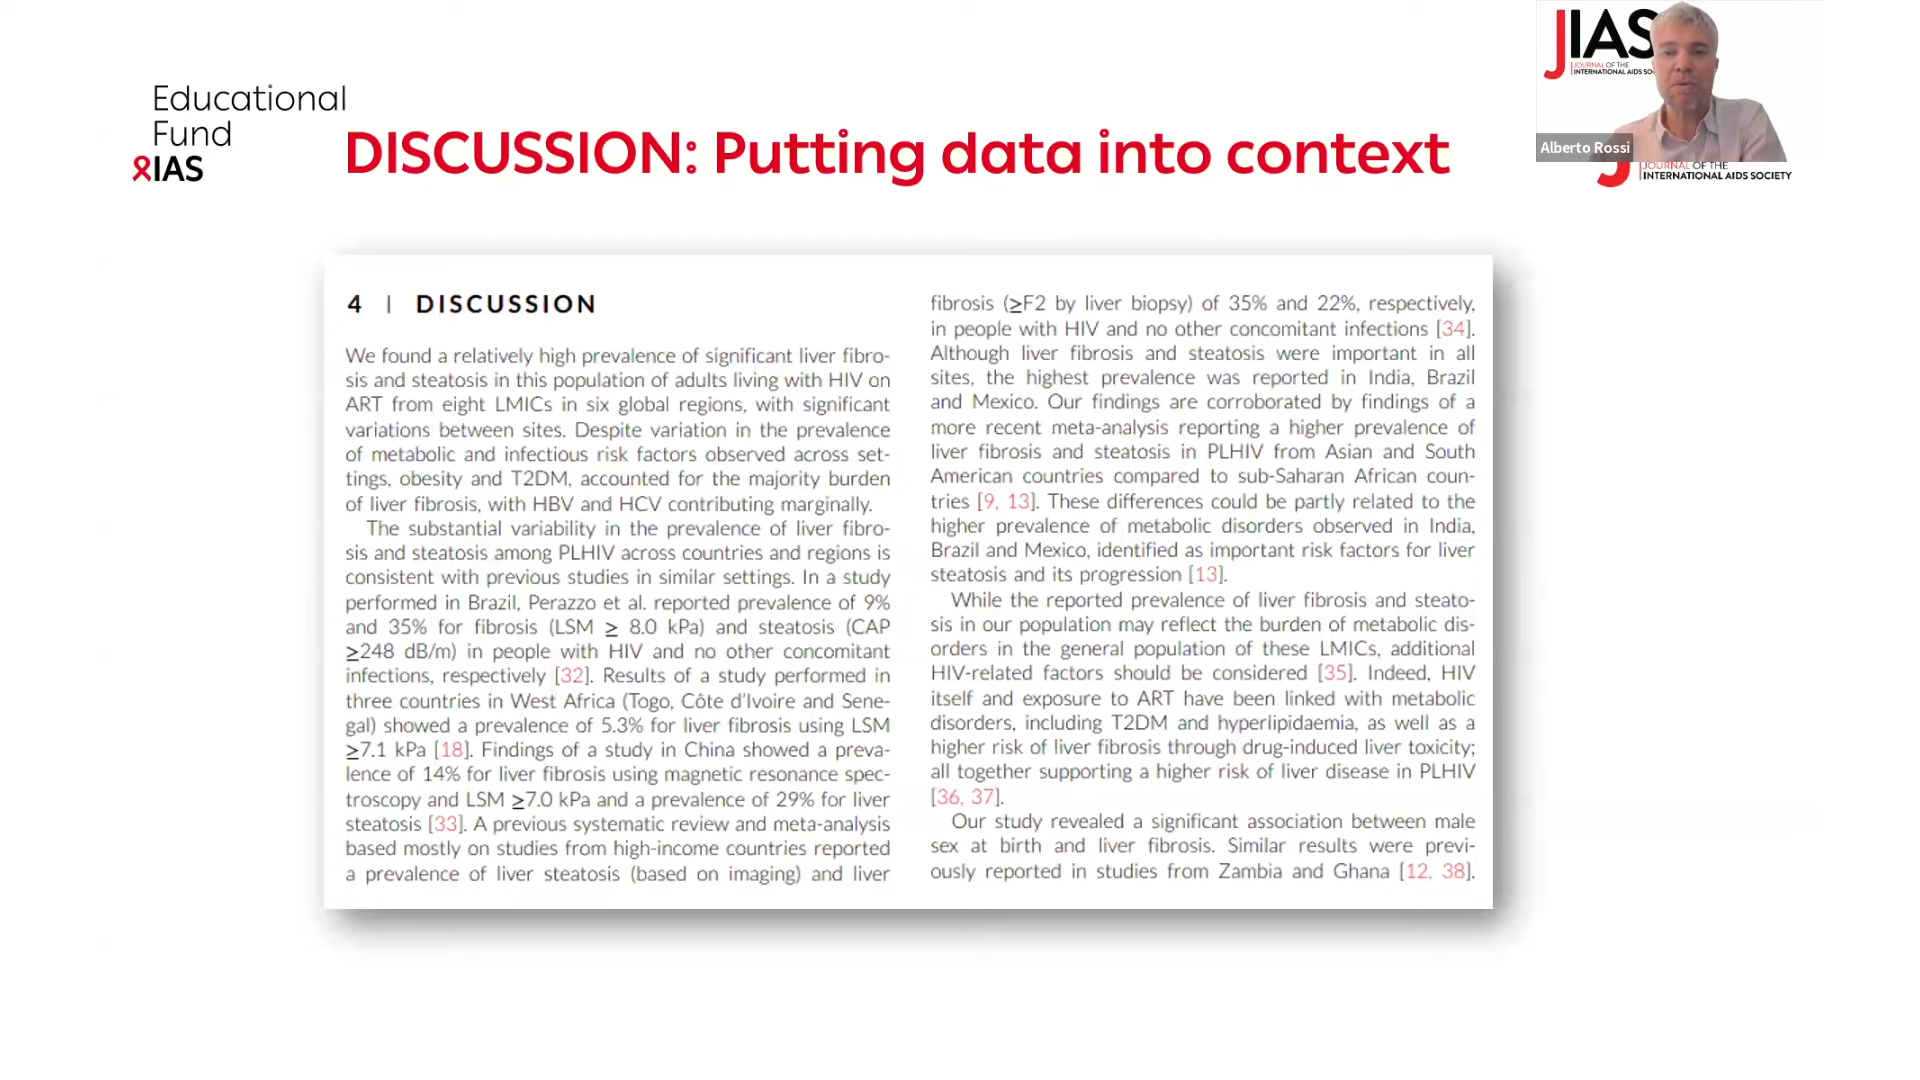 Educational
Fund
IAS
DISCUSSION: Putting data into context
JIAS
JOURNAL OF THE
INTERNATIONAL AIDS SO
Alberto Rossi
JOURNAL OF THE
INTERNATIONAL AIDS SOCIETY
4 | DISCUSSION
We found a relatively high prevalence of significant liver fibro-
sis and steatosis in this population of adults living with HIV on
ART from eight LMICs in six global regions, with significant
variations between sites. Despite variation in the prevalence
of metabolic and infectious risk factors observed across set-
tings, obesity and T2DM, accounted for the majority burden
of liver fibrosis, with HBV and HCV contributing marginally.
The substantial variability in the prevalence of liver fibro-
sis and steatosis among PLHIV across countries and regions is
consistent with previous studies in similar settings. In a study
performed in Brazil, Perazzo et al. reported prevalence of 9%
and 35% for fibrosis (LSM ≥ 8.0 kPa) and steatosis (CAP
≥248 dB/m) in people with HIV and no other concomitant
infections, respectively [32]. Results of a study performed in
three countries in West Africa (Togo, Côte d'Ivoire and Sene-
gal) showed a prevalence of 5.3% for liver fibrosis using LSM
≥7.1 kPa [18]. Findings of a study in China showed a preva-
lence of 14% for liver fibrosis using magnetic resonance spec-
troscopy and LSM ≥7.0 kPa and a prevalence of 29% for liver
steatosis [33]. A previous systematic review and meta-analysis
based mostly on studies from high-income countries reported
a prevalence of liver steatosis (based on imaging) and liver
fibrosis (≥F2 by liver biopsy) of 35% and 22%, respectively,
in people with HIV and no other concomitant infections [34].
Although liver fibrosis and steatosis were important in all
sites, the highest prevalence was reported in India, Brazil
and Mexico. Our findings are corroborated by findings of a
more recent meta-analysis reporting a higher prevalence of
liver fibrosis and steatosis in PLHIV from Asian and South
American countries compared to sub-Saharan African coun-
tries [9, 13]. These differences could be partly related to the
higher prevalence of metabolic disorders observed in India,
Brazil and Mexico, identified as important risk factors for liver
steatosis and its progression [13].
While the reported prevalence of liver fibrosis and steato-
sis in our population may reflect the burden of metabolic dis-
orders in the general population of these LMICs, additional
HIV-related factors should be considered [35]. Indeed, HIV
itself and exposure to ART have been linked with metabolic
disorders, including T2DM and hyperlipidaemia, as well as a
higher risk of liver fibrosis through drug-induced liver toxicity;
all together supporting a higher risk of liver disease in PLHIV
[36, 37].
Our study revealed a significant association between male
sex at birth and liver fibrosis. Similar results were previ-
ously reported in studies from Zambia and Ghana [12, 38].